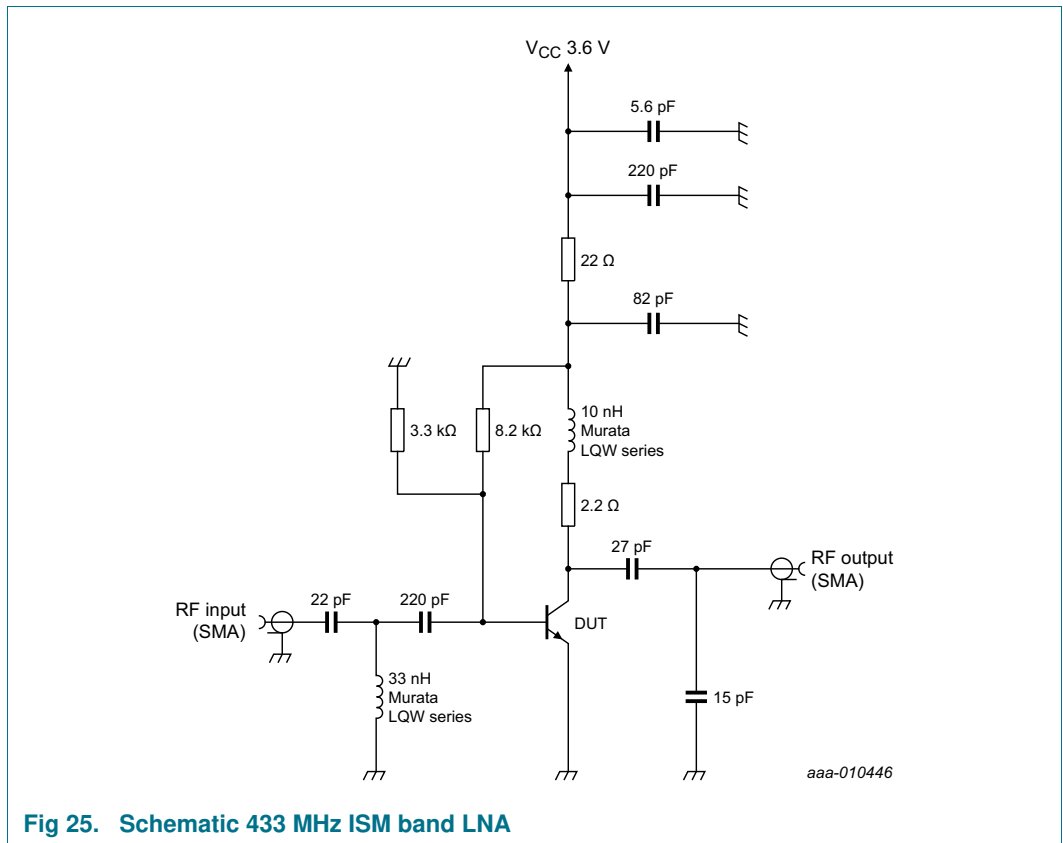 VCC 3.6 V
5.6 pF
220 pF
22 Ω
82 pF
3.3 kΩ
8.2 kΩ
10 nH
Murata
LQW series
2.2 Ω
27 pF
RF output
(SMA)
RF input
(SMA)
22 pF
220 pF
DUT
33 nH
Murata
LQW series
15 pF
aaa-010446
Fig 25. Schematic 433 MHz ISM band LNA